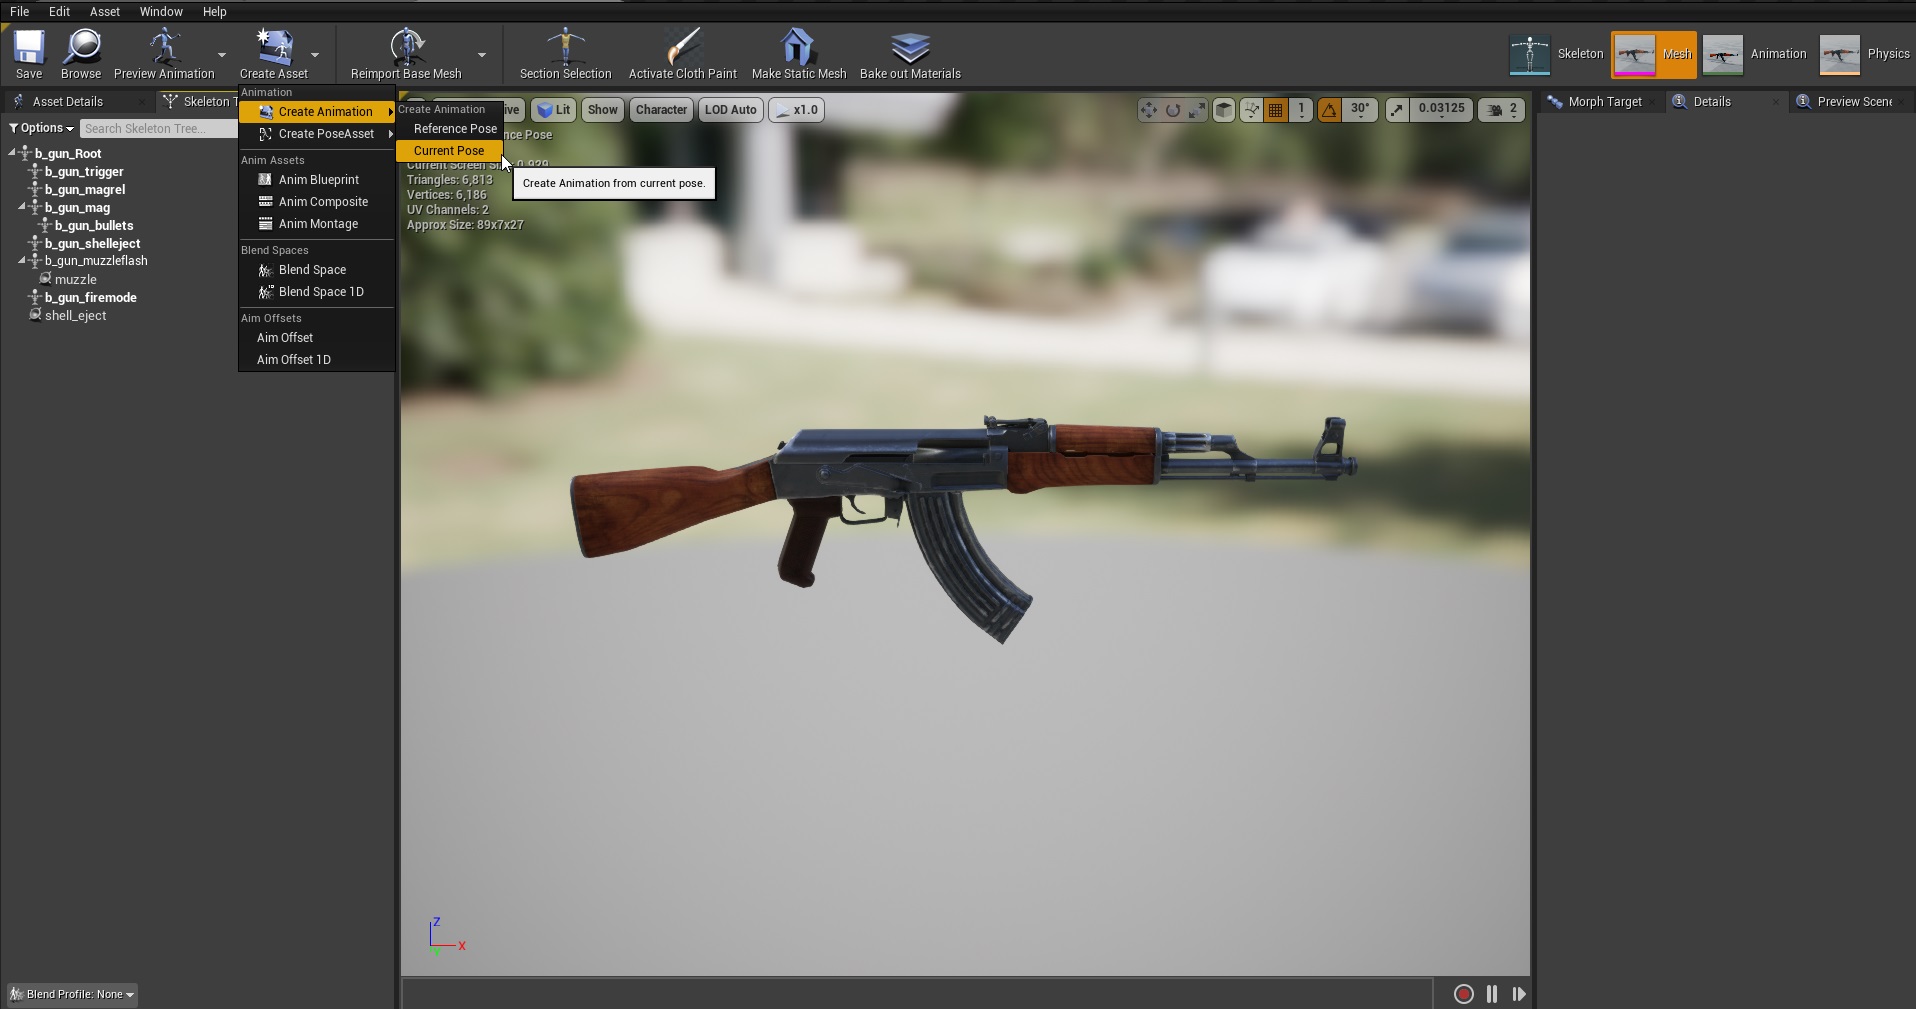 File Edit Asset Window Help
Save Browse Preview Animation Create Asset Reimport Base Mesh Section Selection Activate Cloth Paint Make Static Mesh Bake out Materials Skeleton Mesh Animation Physics
Asset Details Skeleton T
Options Search Skeleton Tree...
b_gun_Root
b_gun_trigger
b_gun_magrel
b_gun_mag
b_gun_bullets
b_gun_shelleject
b_gun_muzzleflash
muzzle
b_gun_firemode
shell_eject
Animation
Create Animation
Create PoseAsset
Anim Assets
Anim Blueprint
Anim Composite
Anim Montage
Blend Spaces
Blend Space
Blend Space 1D
Aim Offsets
Aim Offset
Aim Offset 1D
Create Animation
Reference Pose
Current Pose
Create Animation from current pose.
ive Lit Show Character LOD Auto x1.0 1 30° 0.03125 2
nce Pose
Current Screen Si 0.929
Triangles: 6,813
Vertices: 6,186
UV Channels: 2
Approx Size: 89x7x27
Morph Target Details Preview Scene
Z
X
Blend Profile: None